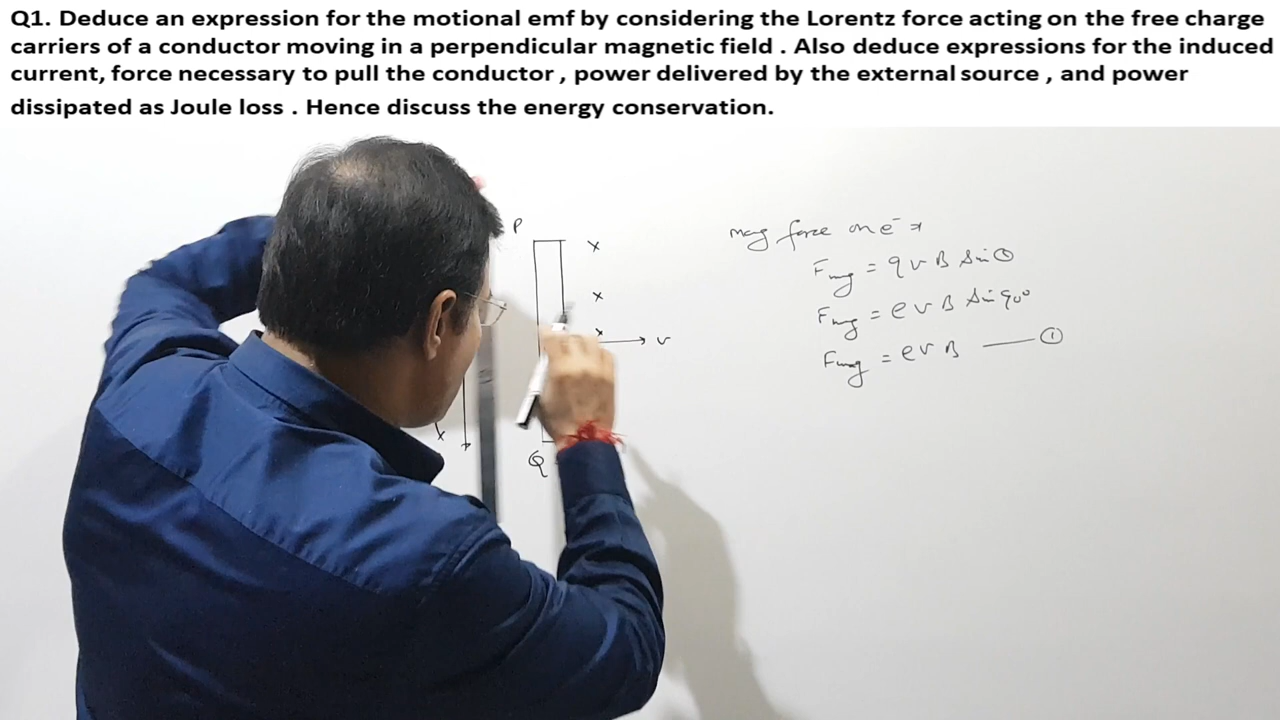 Q1. Deduce an expression for the motional emf by considering the Lorentz force acting on the free charge
carriers of a conductor moving in a perpendicular magnetic field . Also deduce expressions for the induced
current, force necessary to pull the conductor , power delivered by the external source , and power
dissipated as Joule loss . Hence discuss the energy conservation.
P
x
x
x
v
x
Q
mag force on e⁻ ⇒
Fmg = q v B Sin θ
Fmg = e v B Sin 90°
Fmg = e v B —— ①